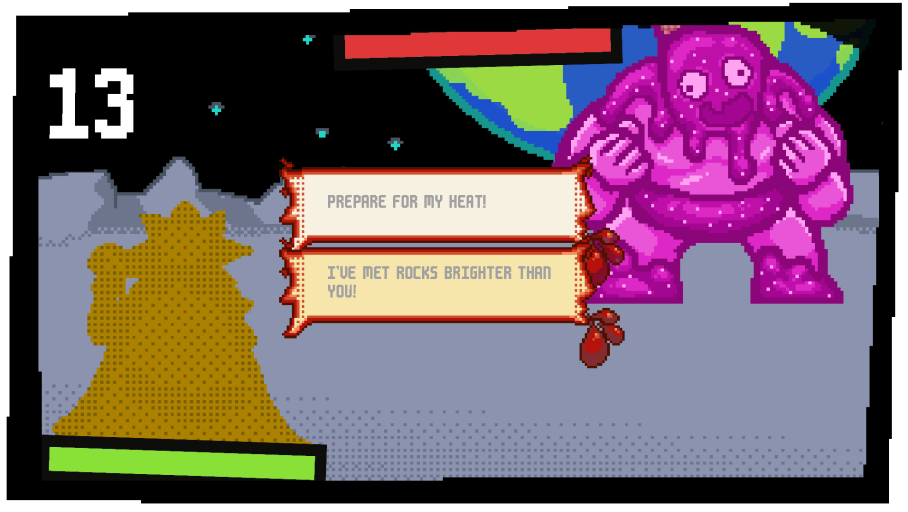 13
PREPARE FOR MY HEAT!
I'VE MET ROCKS BRIGHTER THAN
YOU!